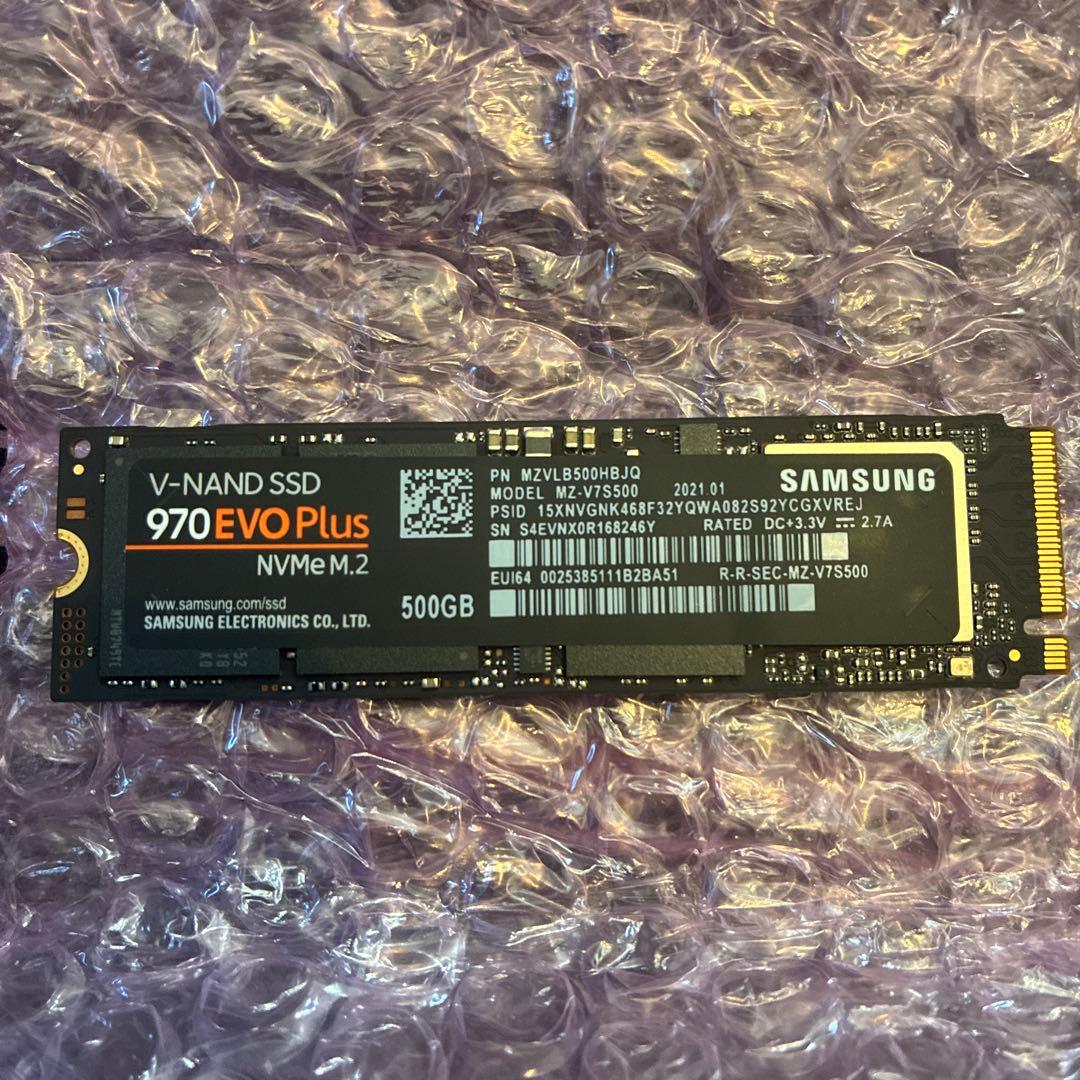 V-NAND SSD
970 EVO Plus
NVMe M.2
www.samsung.com/ssd
SAMSUNG ELECTRONICS CO., LTD.
500GB
PN MZVLB500HBJQ
MODEL MZ-V7S500 2021.01
PSID 15XNVGNK468F32YQWA082S92YCGXVREJ
SN S4EVNX0R168246Y RATED DC+3.3V ⎓ 2.7A
EUI64 0025385111B2BA51 R-R-SEC-MZ-V7S500
SAMSUNG